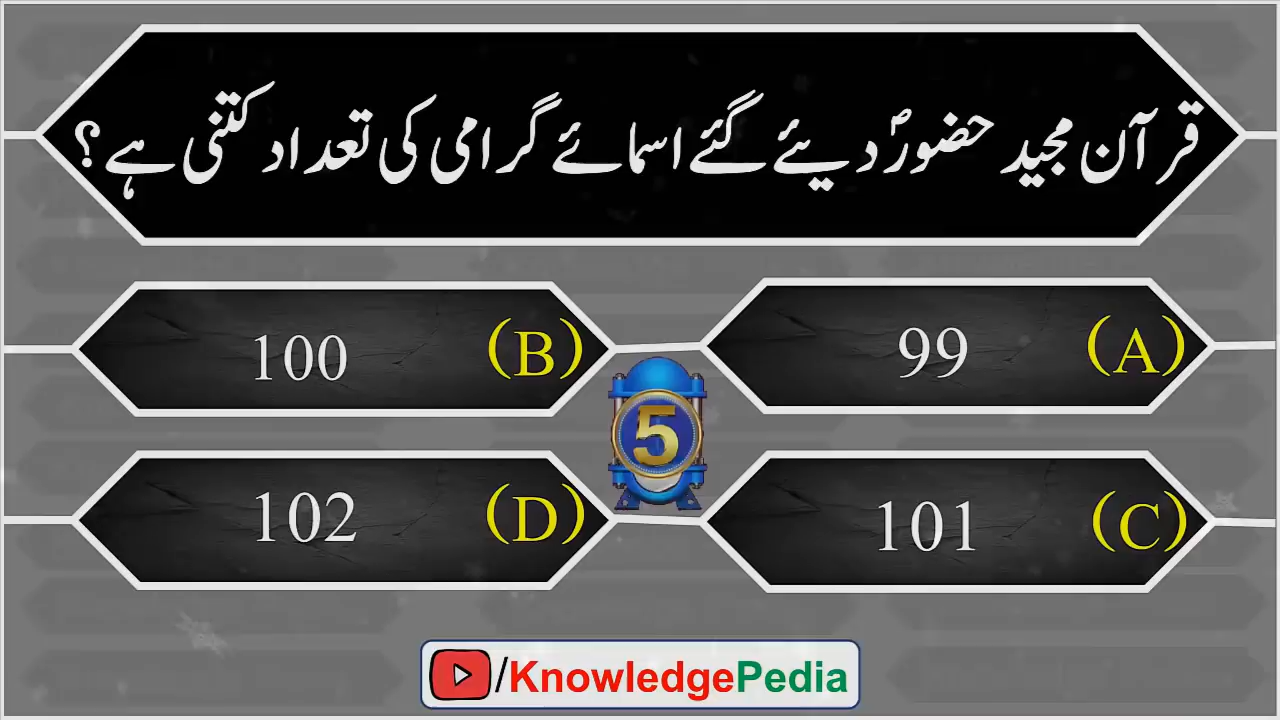 قرآن مجید حضورؐ دیئے گئے اسمائے گرامی کی تعداد کتنی ہے؟
(A) 99
(B) 100
5
(C) 101
(D) 102
/KnowledgePedia